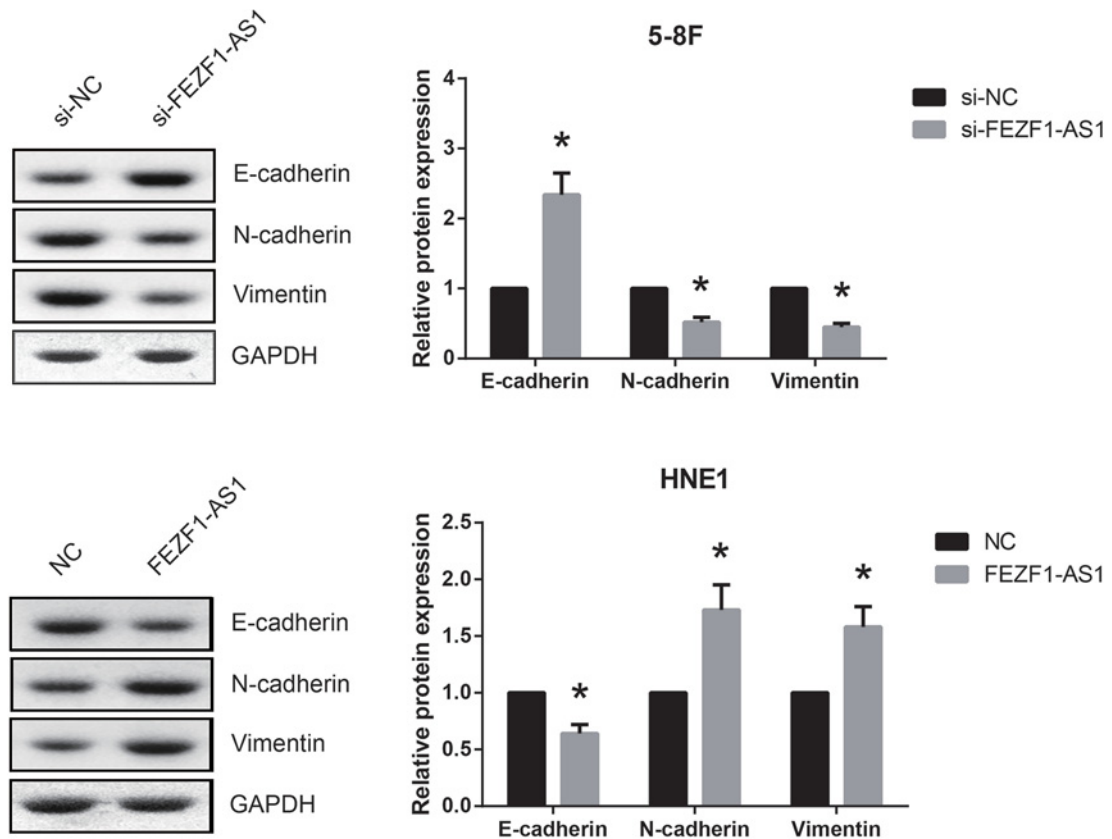 si-NC
si-FEZF1-AS1
E-cadherin
N-cadherin
Vimentin
GAPDH
5-8F
Relative protein expression
4
3
2
1
0
*
*
*
E-cadherin
N-cadherin
Vimentin
si-NC
si-FEZF1-AS1
NC
FEZF1-AS1
E-cadherin
N-cadherin
Vimentin
GAPDH
HNE1
Relative protein expression
2.5
2.0
1.5
1.0
0.5
0.0
*
*
*
E-cadherin
N-cadherin
Vimentin
NC
FEZF1-AS1